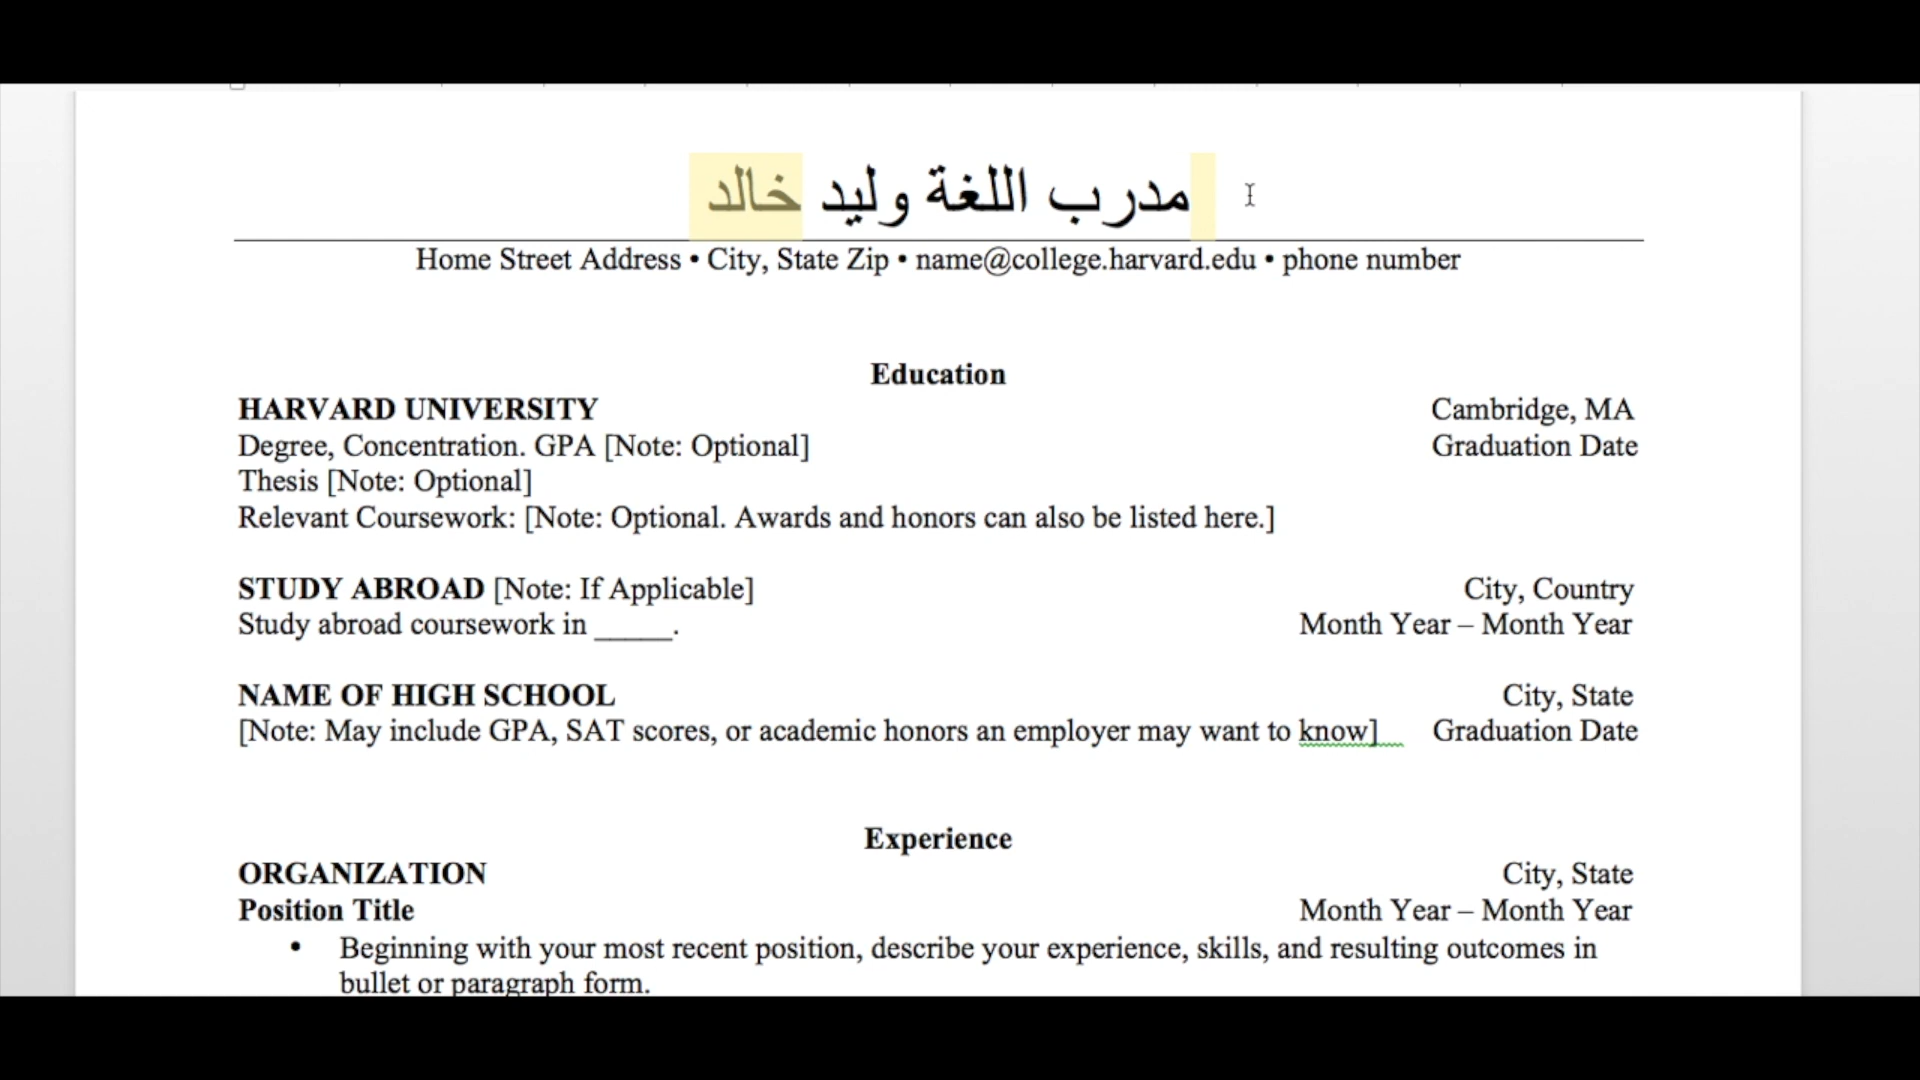 مدرب اللغة وليد خالد
Home Street Address • City, State Zip • name@college.harvard.edu • phone number
Education
HARVARD UNIVERSITY Cambridge, MA
Degree, Concentration. GPA [Note: Optional] Graduation Date
Thesis [Note: Optional]
Relevant Coursework: [Note: Optional. Awards and honors can also be listed here.]
STUDY ABROAD [Note: If Applicable] City, Country
Study abroad coursework in _____. Month Year – Month Year
NAME OF HIGH SCHOOL City, State
[Note: May include GPA, SAT scores, or academic honors an employer may want to know] Graduation Date
Experience
ORGANIZATION City, State
Position Title Month Year – Month Year
• Beginning with your most recent position, describe your experience, skills, and resulting outcomes in
bullet or paragraph form.